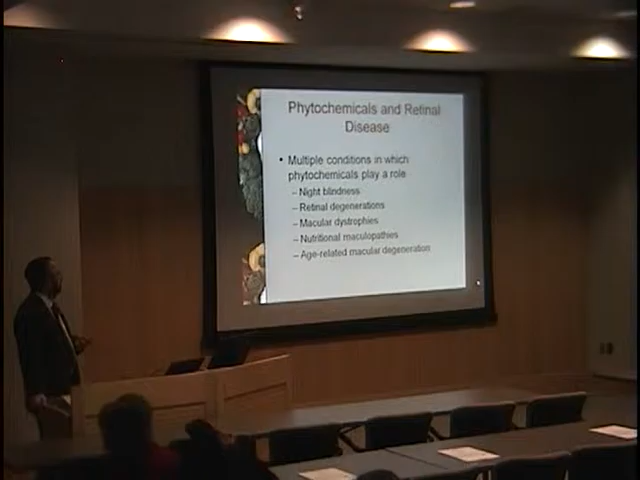 Phytochemicals and Retinal
Disease
• Multiple conditions in which
phytochemicals play a role
– Night blindness
– Retinal degenerations
– Macular dystrophies
– Nutritional maculopathies
– Age-related macular degeneration